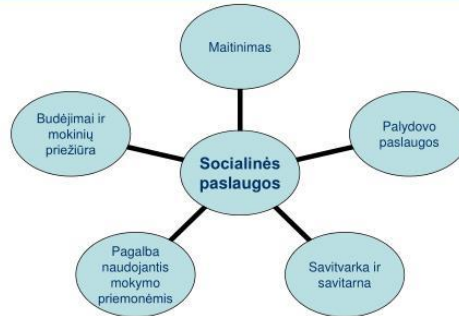 Maitinimas
Budėjimai ir
mokinių
priežiūra
Palydovo
paslaugos
Socialinės
paslaugos
Pagalba
naudojantis
mokymo
priemonėmis
Savitvarka ir
savitarna